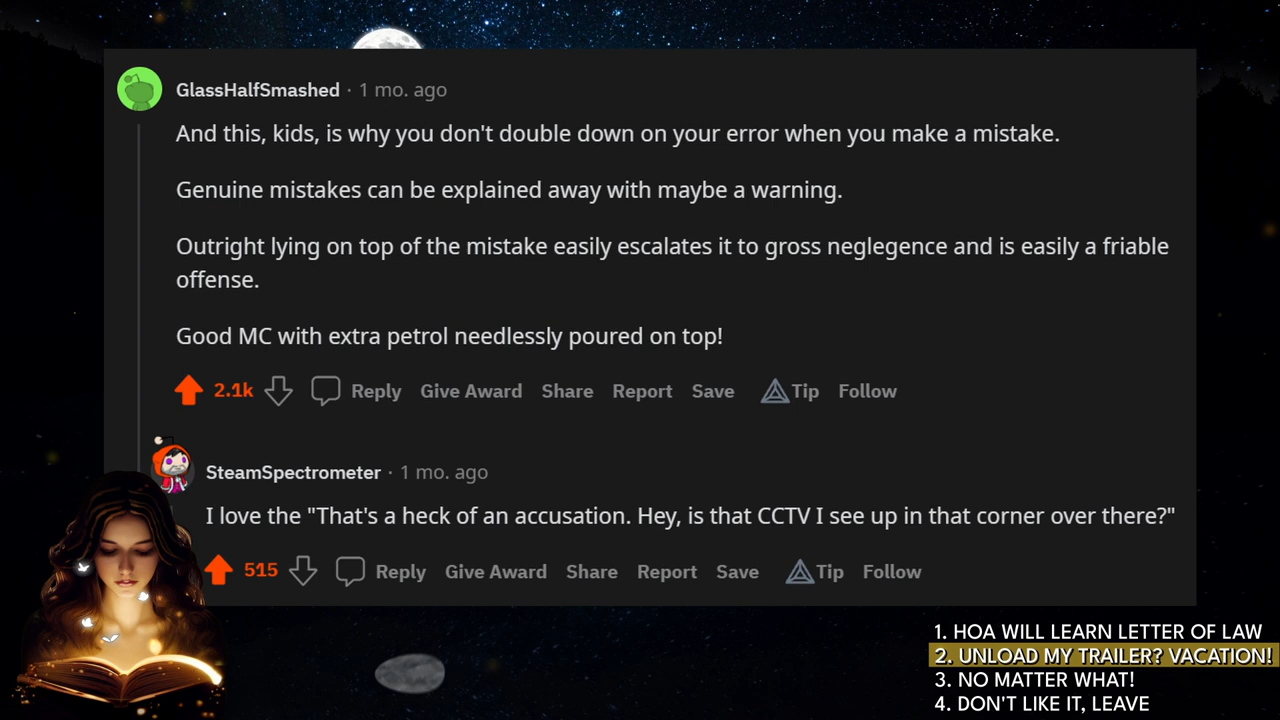 GlassHalfSmashed · 1 mo. ago
And this, kids, is why you don't double down on your error when you make a mistake.
Genuine mistakes can be explained away with maybe a warning.
Outright lying on top of the mistake easily escalates it to gross neglegence and is easily a friable
offense.
Good MC with extra petrol needlessly poured on top!
2.1k Reply Give Award Share Report Save Tip Follow
SteamSpectrometer · 1 mo. ago
I love the "That's a heck of an accusation. Hey, is that CCTV I see up in that corner over there?"
515 Reply Give Award Share Report Save Tip Follow
1. HOA WILL LEARN LETTER OF LAW
2. UNLOAD MY TRAILER? VACATION!
3. NO MATTER WHAT!
4. DON'T LIKE IT, LEAVE